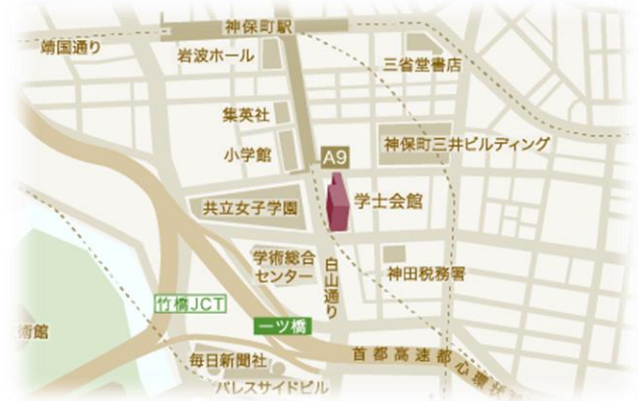 神保町駅
靖国通り
岩波ホール
三省堂書店
集英社
小学館
A9
神保町三井ビルディング
学士会館
共立女子学園
学術総合
センター
白山通り
神田税務署
竹橋JCT
一ツ橋
術館
毎日新聞社
首都高速都心環状
パレスサイドビル